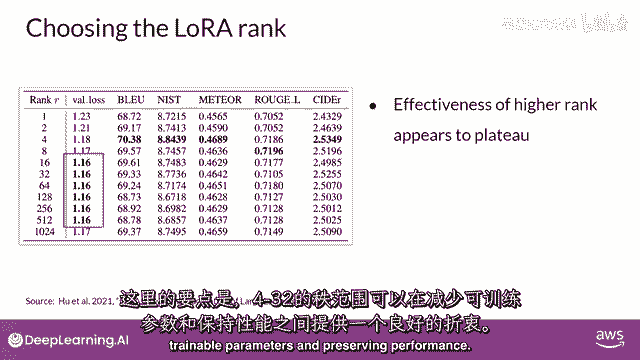 Choosing the LoRA rank
Rank r val_loss BLEU NIST METEOR ROUGE_L CIDEr
1 1.23 68.72 8.7215 0.4565 0.7052 2.4329
2 1.21 69.17 8.7413 0.4590 0.7052 2.4639
4 1.18 70.38 8.8439 0.4689 0.7186 2.5349
8 1.17 69.57 8.7457 0.4636 0.7196 2.5196
16 1.16 69.61 8.7483 0.4629 0.7177 2.4985
32 1.16 69.33 8.7736 0.4642 0.7105 2.5255
64 1.16 69.24 8.7174 0.4651 0.7180 2.5070
128 1.16 68.73 8.6718 0.4628 0.7127 2.5030
256 1.16 68.92 8.6982 0.4629 0.7128 2.5012
512 1.16 68.78 8.6857 0.4637 0.7128 2.5025
1024 1.17 69.37 8.7495 0.4659 0.7149 2.5090
• Effectiveness of higher rank
appears to plateau
Source: Hu et al. 2021, "
这里的要点是，4-32的秩范围可以在减少可训练
参数和保持性能之间提供一个良好的折衷。
trainable parameters and preserving performance.
DeepLearning.AI
aws